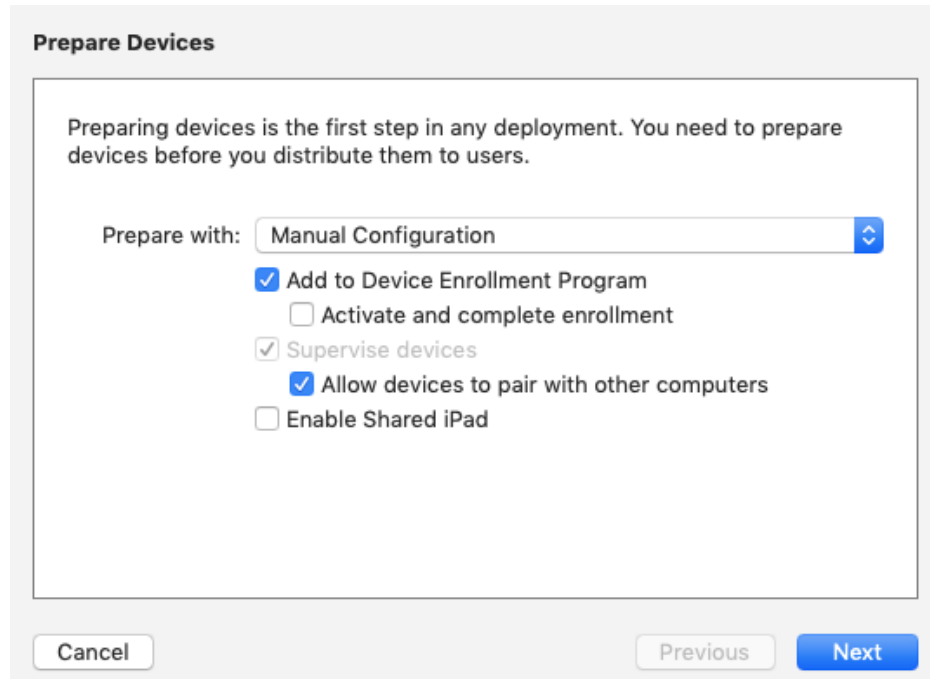 Prepare Devices
Preparing devices is the first step in any deployment. You need to prepare
devices before you distribute them to users.
Prepare with: Manual Configuration
Add to Device Enrollment Program
Activate and complete enrollment
Supervise devices
Allow devices to pair with other computers
Enable Shared iPad
Cancel Previous Next